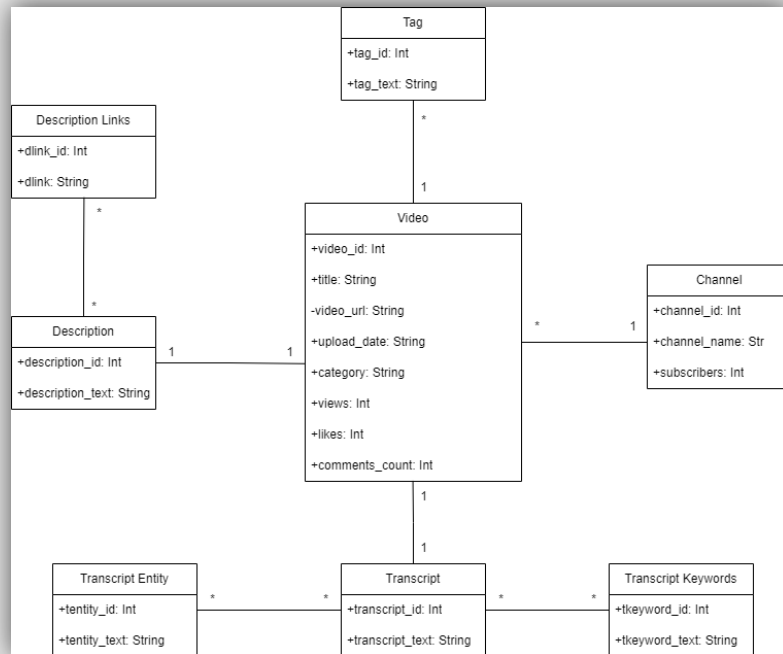 Tag
+tag_id: Int
+tag_text: String
*
1
Description Links
+dlink_id: Int
+dlink: String
*
*
Description
+description_id: Int
+description_text: String
1
1
Video
+video_id: Int
+title: String
-video_url: String
+upload_date: String
+category: String
+views: Int
+likes: Int
+comments_count: Int
*
1
Channel
+channel_id: Int
+channel_name: Str
+subscribers: Int
1
1
Transcript Entity
+tentity_id: Int
+tentity_text: String
*
*
Transcript
+transcript_id: Int
+transcript_text: String
*
*
Transcript Keywords
+tkeyword_id: Int
+tkeyword_text: String